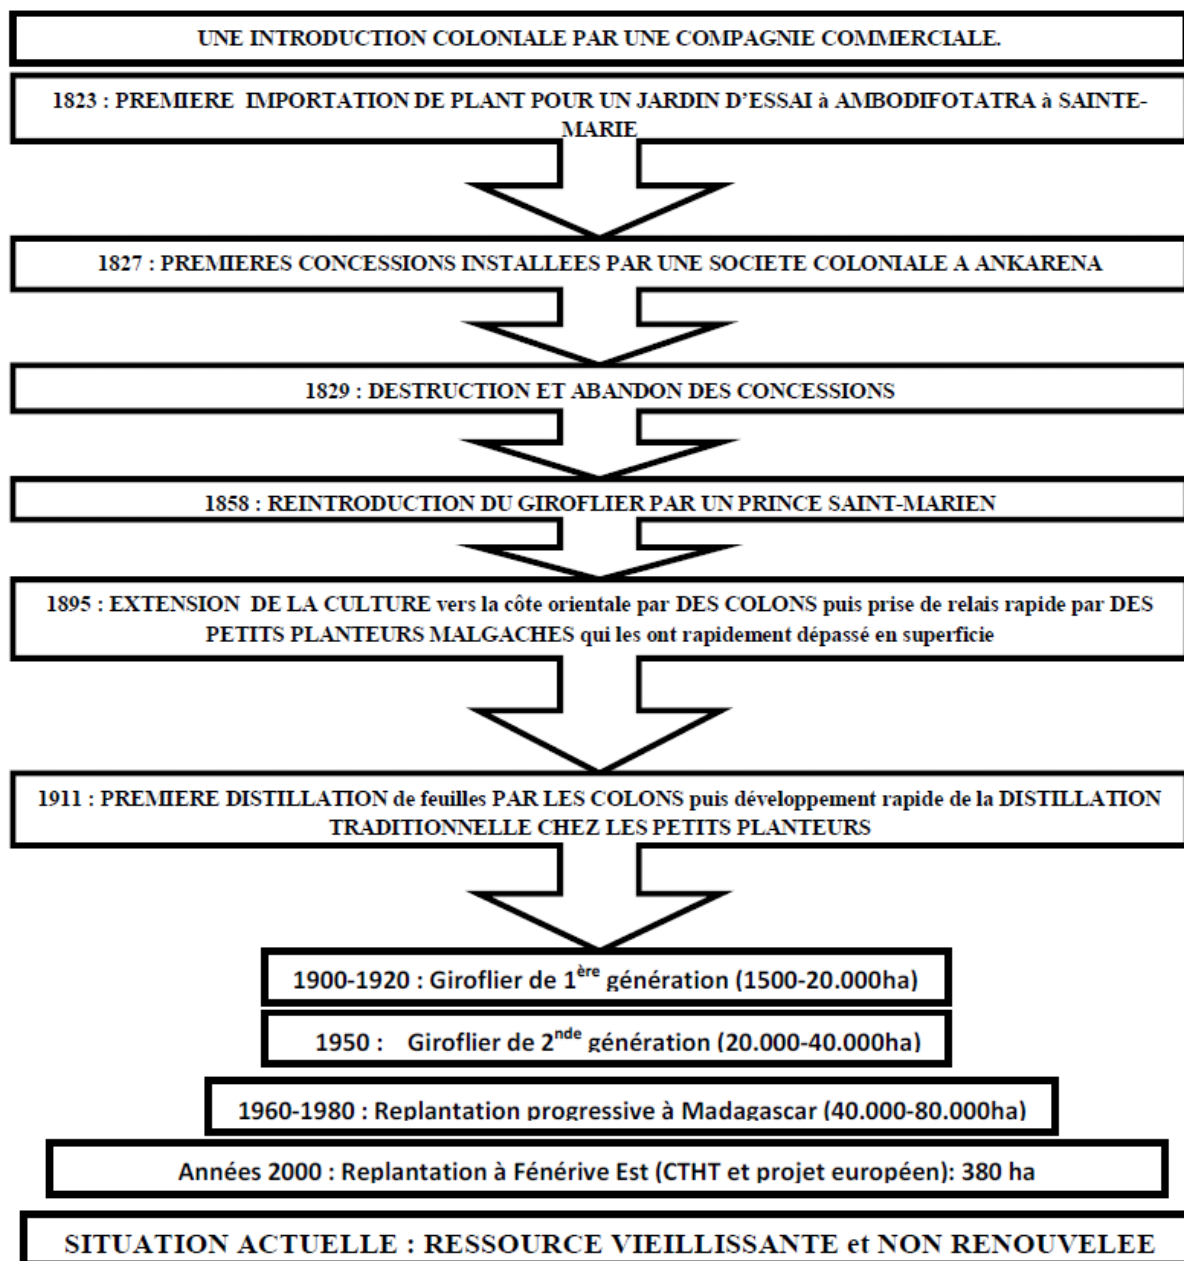 UNE INTRODUCTION COLONIALE PAR UNE COMPAGNIE COMMERCIALE.
1823 : PREMIERE IMPORTATION DE PLANT POUR UN JARDIN D'ESSAI à AMBODIFOTATRA à SAINTE-
MARIE
1827 : PREMIERES CONCESSIONS INSTALLEES PAR UNE SOCIETE COLONIALE A ANKARENA
1829 : DESTRUCTION ET ABANDON DES CONCESSIONS
1858 : REINTRODUCTION DU GIROFLIER PAR UN PRINCE SAINT-MARIEN
1895 : EXTENSION DE LA CULTURE vers la côte orientale par DES COLONS puis prise de relais rapide par DES
PETITS PLANTEURS MALGACHES qui les ont rapidement dépassé en superficie
1911 : PREMIERE DISTILLATION de feuilles PAR LES COLONS puis développement rapide de la DISTILLATION
TRADITIONNELLE CHEZ LES PETITS PLANTEURS
1900-1920 : Giroflier de 1ère génération (1500-20.000ha)
1950 : Giroflier de 2nde génération (20.000-40.000ha)
1960-1980 : Replantation progressive à Madagascar (40.000-80.000ha)
Années 2000 : Replantation à Fénérive Est (CTHT et projet européen): 380 ha
SITUATION ACTUELLE : RESSOURCE VIEILLISSANTE et NON RENOUVELEE